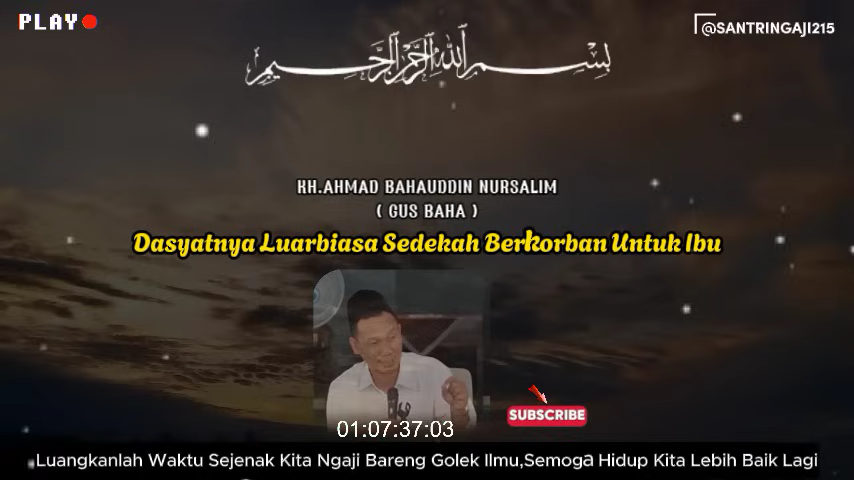 PLAY
@SANTRINGAJI215
بسم الله الرحمن الرحيم
KH.AHMAD BAHAUDDIN NURSALIM
( GUS BAHA )
Dasyatnya Luarbiasa Sedekah Berkorban Untuk Ibu
01:07:37:03
SUBSCRIBE
Luangkanlah Waktu Sejenak Kita Ngaji Bareng Golek Ilmu,Semoga Hidup Kita Lebih Baik Lagi